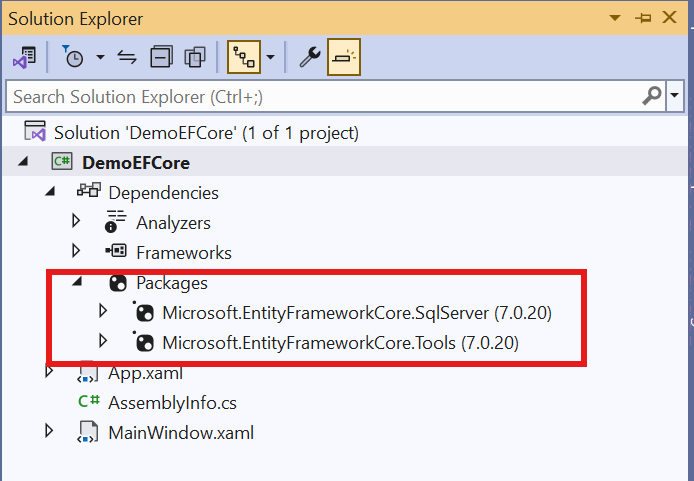 Solution Explorer
Search Solution Explorer (Ctrl+;)
Solution 'DemoEFCore' (1 of 1 project)
C# DemoEFCore
Dependencies
Analyzers
Frameworks
Packages
Microsoft.EntityFrameworkCore.SqlServer (7.0.20)
Microsoft.EntityFrameworkCore.Tools (7.0.20)
App.xaml
C# AssemblyInfo.cs
MainWindow.xaml